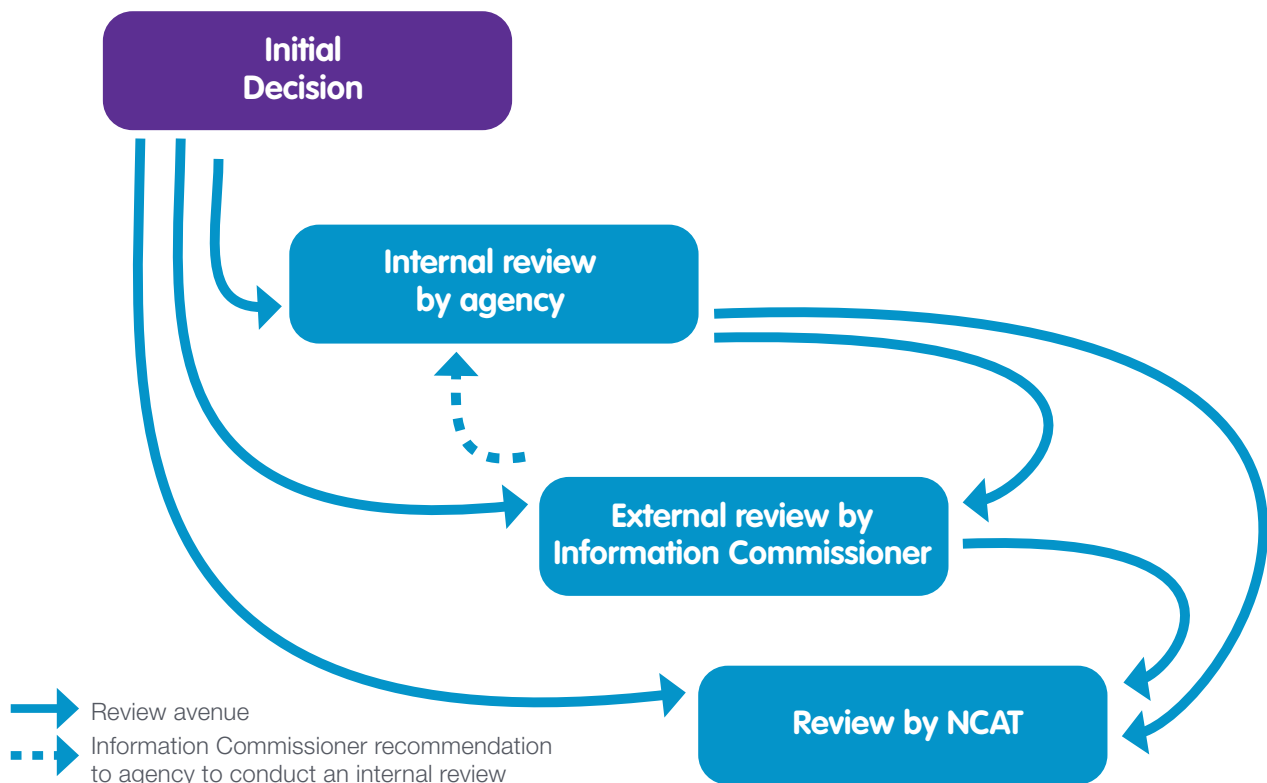 Initial
Decision
Internal review
by agency
External review by
Information Commissioner
Review by NCAT
Review avenue
Information Commissioner recommendation
to agency to conduct an internal review